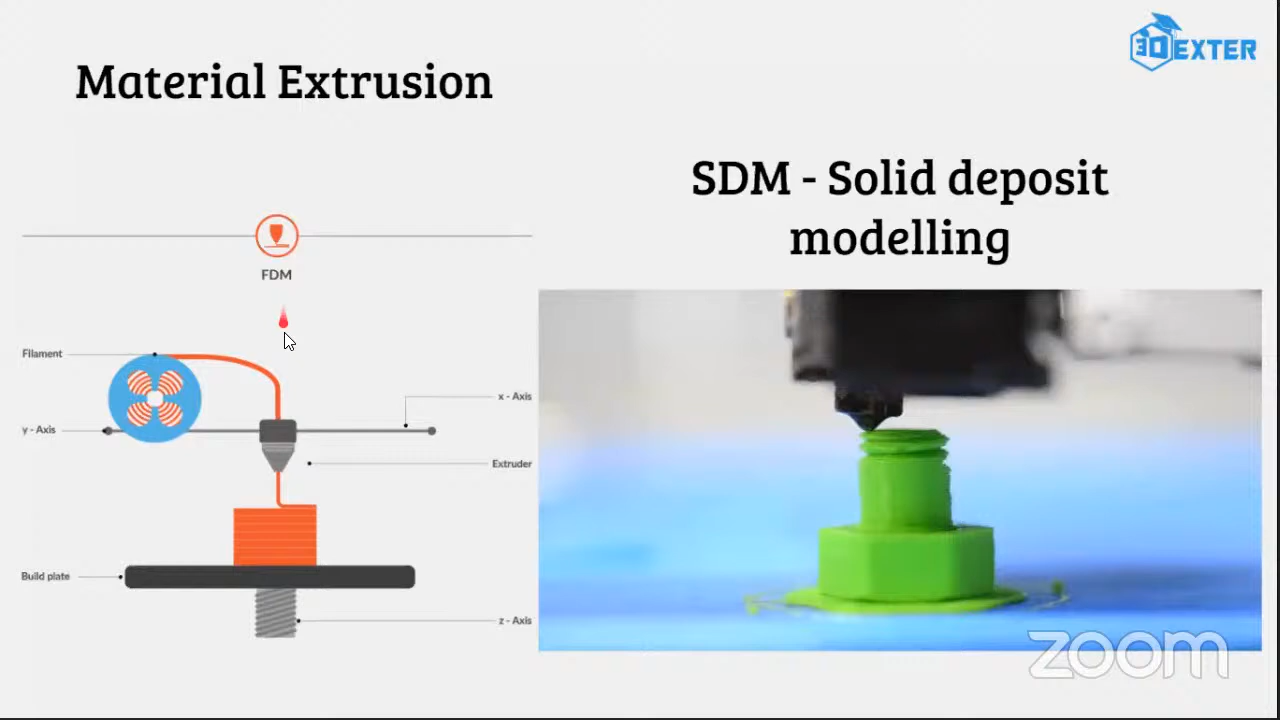 3DEXTER
Material Extrusion
SDM - Solid deposit
modelling
FDM
Filament
x - Axis
y - Axis
Extruder
Build plate
z - Axis
zoom